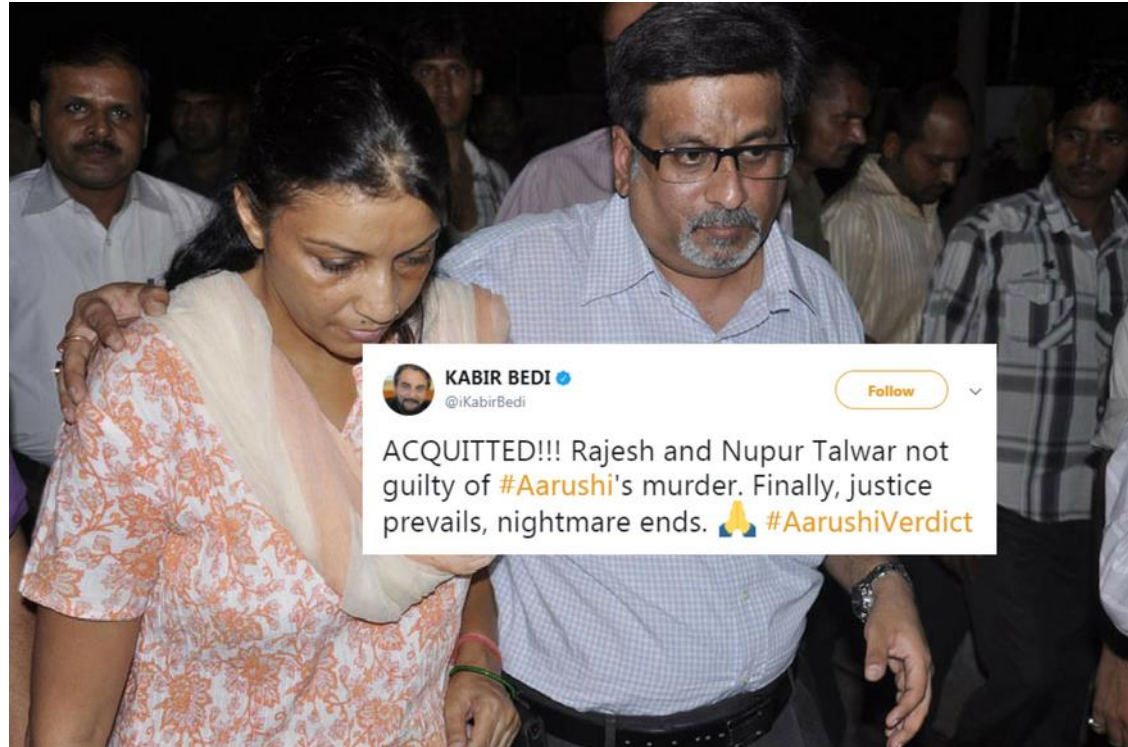 KABIR BEDI
@iKabirBedi
Follow
ACQUITTED!!! Rajesh and Nupur Talwar not
guilty of #Aarushi's murder. Finally, justice
prevails, nightmare ends. 🙏 #AarushiVerdict